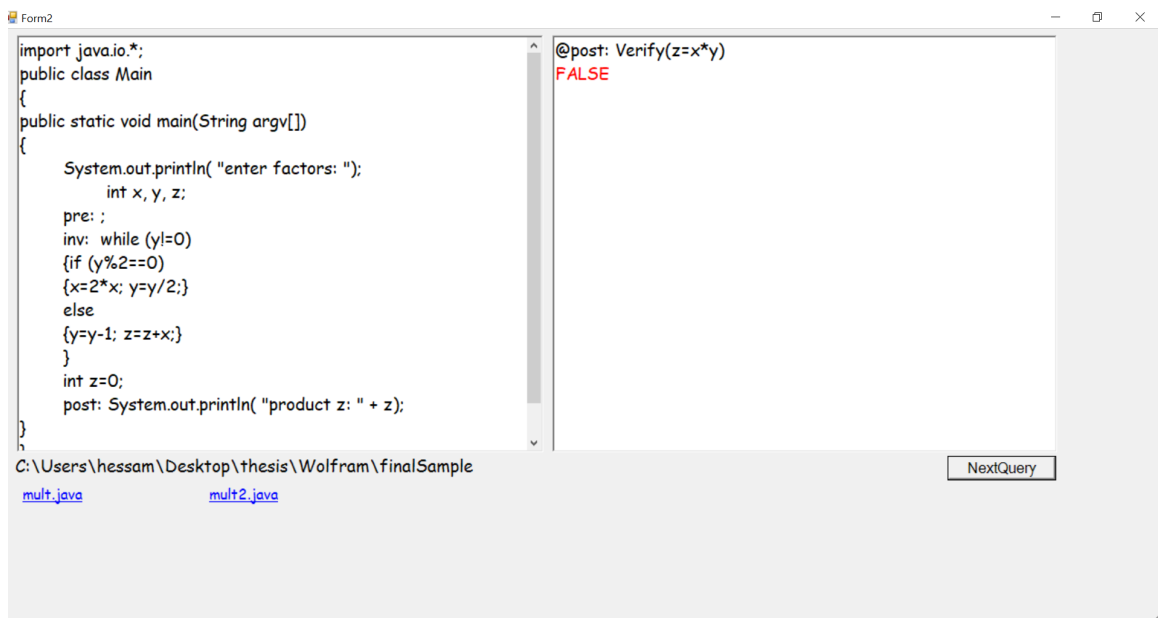 Form2
import java.io.*;
public class Main
{
public static void main(String argv[])
{
System.out.println( "enter factors: ");
int x, y, z;
pre: ;
inv:  while (y!=0)
{if (y%2==0)
{x=2*x; y=y/2;}
else
{y=y-1; z=z+x;}
}
int z=0;
post: System.out.println( "product z: " + z);
}
@post: Verify(z=x*y)
FALSE
C:\Users\hessam\Desktop\thesis\Wolfram\finalSample
NextQuery
mult.java
mult2.java